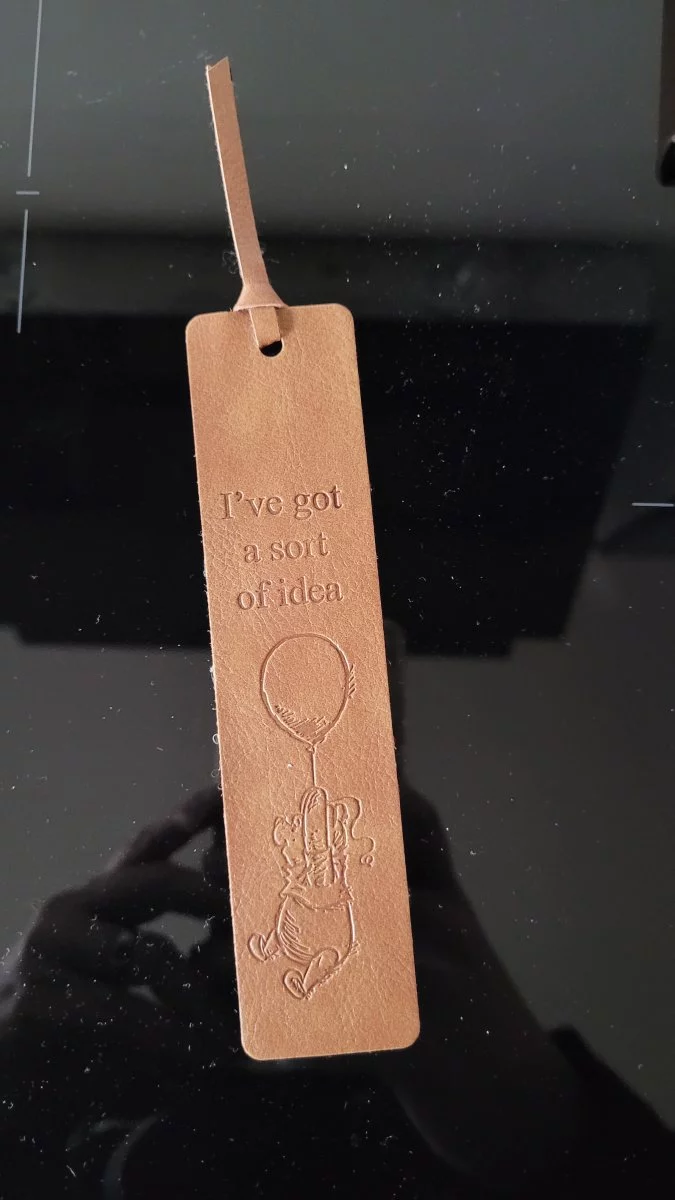 I've got
a sort
of idea